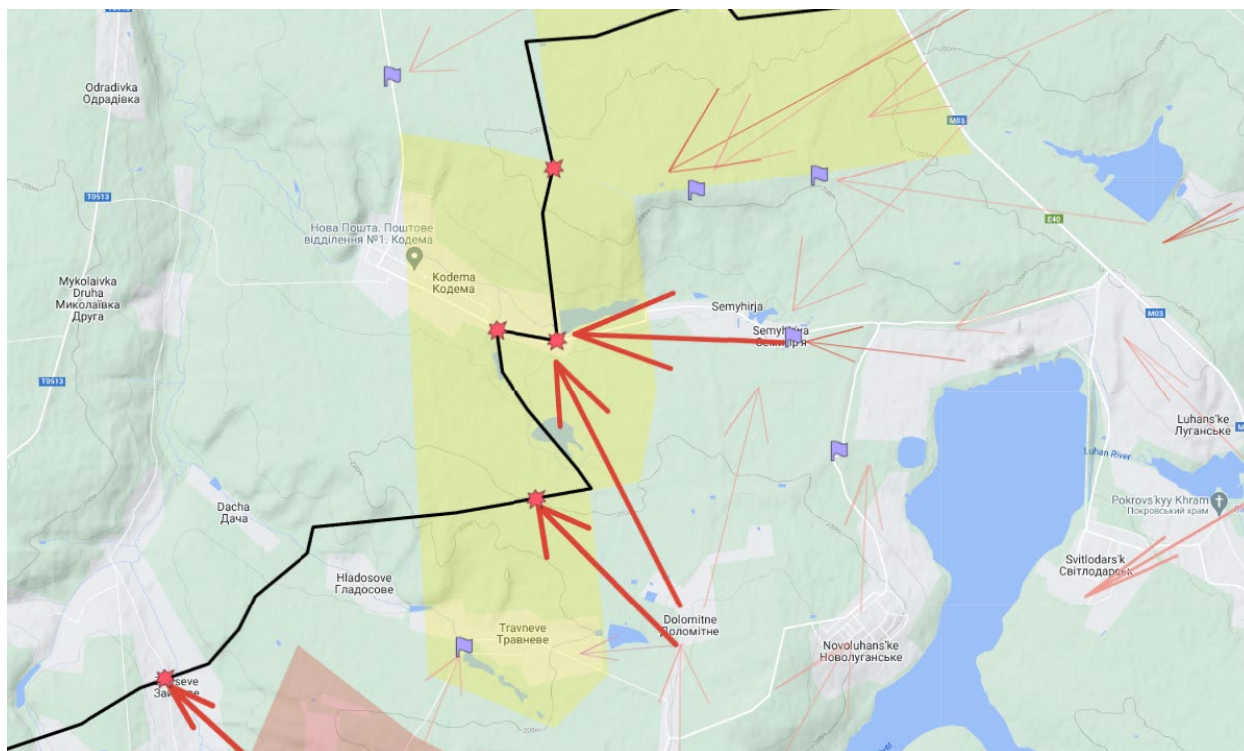 T0513
Odradivka
Одрадівка
M03
T0513
E40
Нова Пошта. Поштове
відділення №1. Кодема
Kodema
Кодема
Mykolaivka
Druha
Миколаївка
Друга
Semyhirja
M03
T0513
Luhans'ke
Луганське
Luhan River
Pokrovs'kyy Khram
Покровський храм
Dacha
Дача
Svitlodars'k
Світлодарськ
Hladosove
Гладосове
Travneve
Травневе
Dolomitne
Доломітне
Novoluhans'ke
Новолуганське